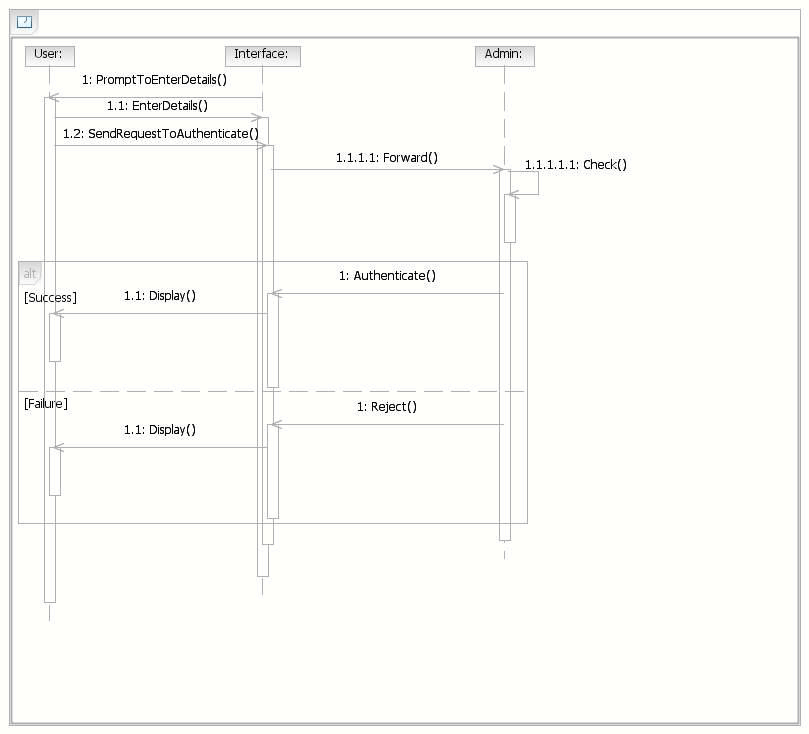 User:
Interface:
Admin:
1: PromptToEnterDetails()
1.1: EnterDetails()
1.2: SendRequestToAuthenticate()
1.1.1.1: Forward()
1.1.1.1.1: Check()
alt
1: Authenticate()
[Success]
1.1: Display()
[Failure]
1: Reject()
1.1: Display()